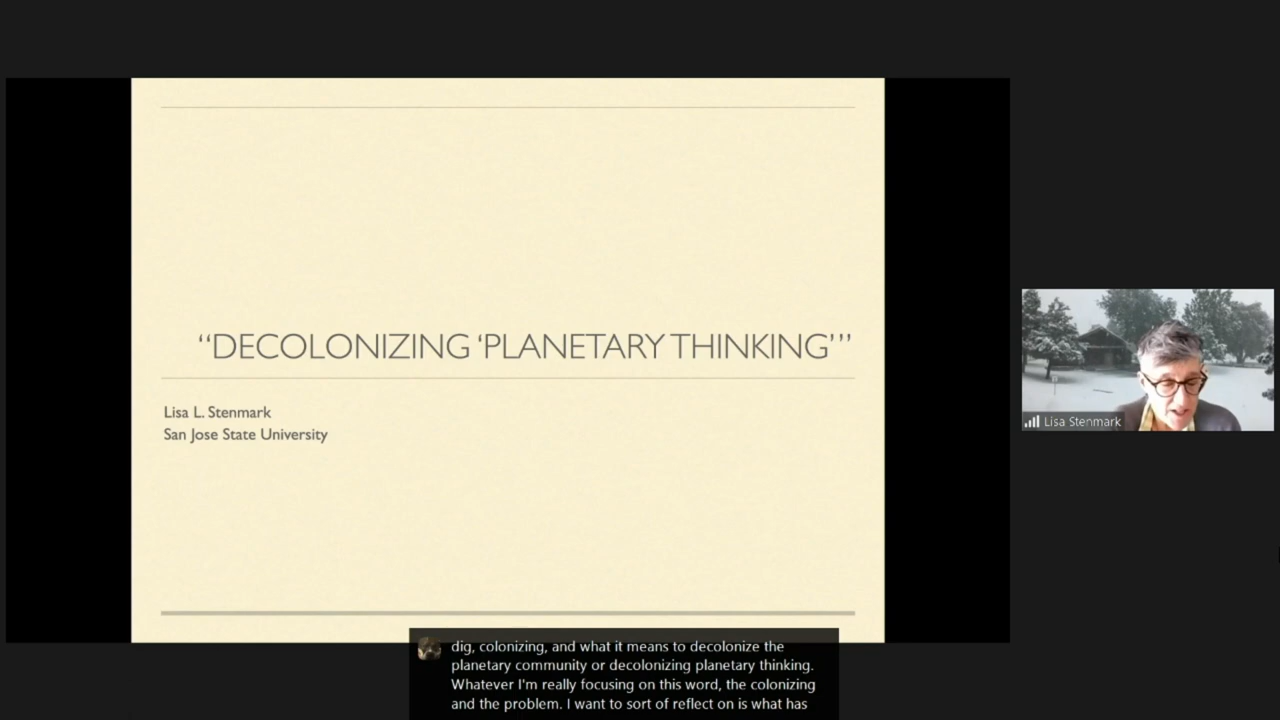 “DECOLONIZING ‘PLANETARY THINKING’”
Lisa L. Stenmark
San Jose State University
Lisa Stenmark
dig, colonizing, and what it means to decolonize the
planetary community or decolonizing planetary thinking.
Whatever I'm really focusing on this word, the colonizing
and the problem. I want to sort of reflect on is what has